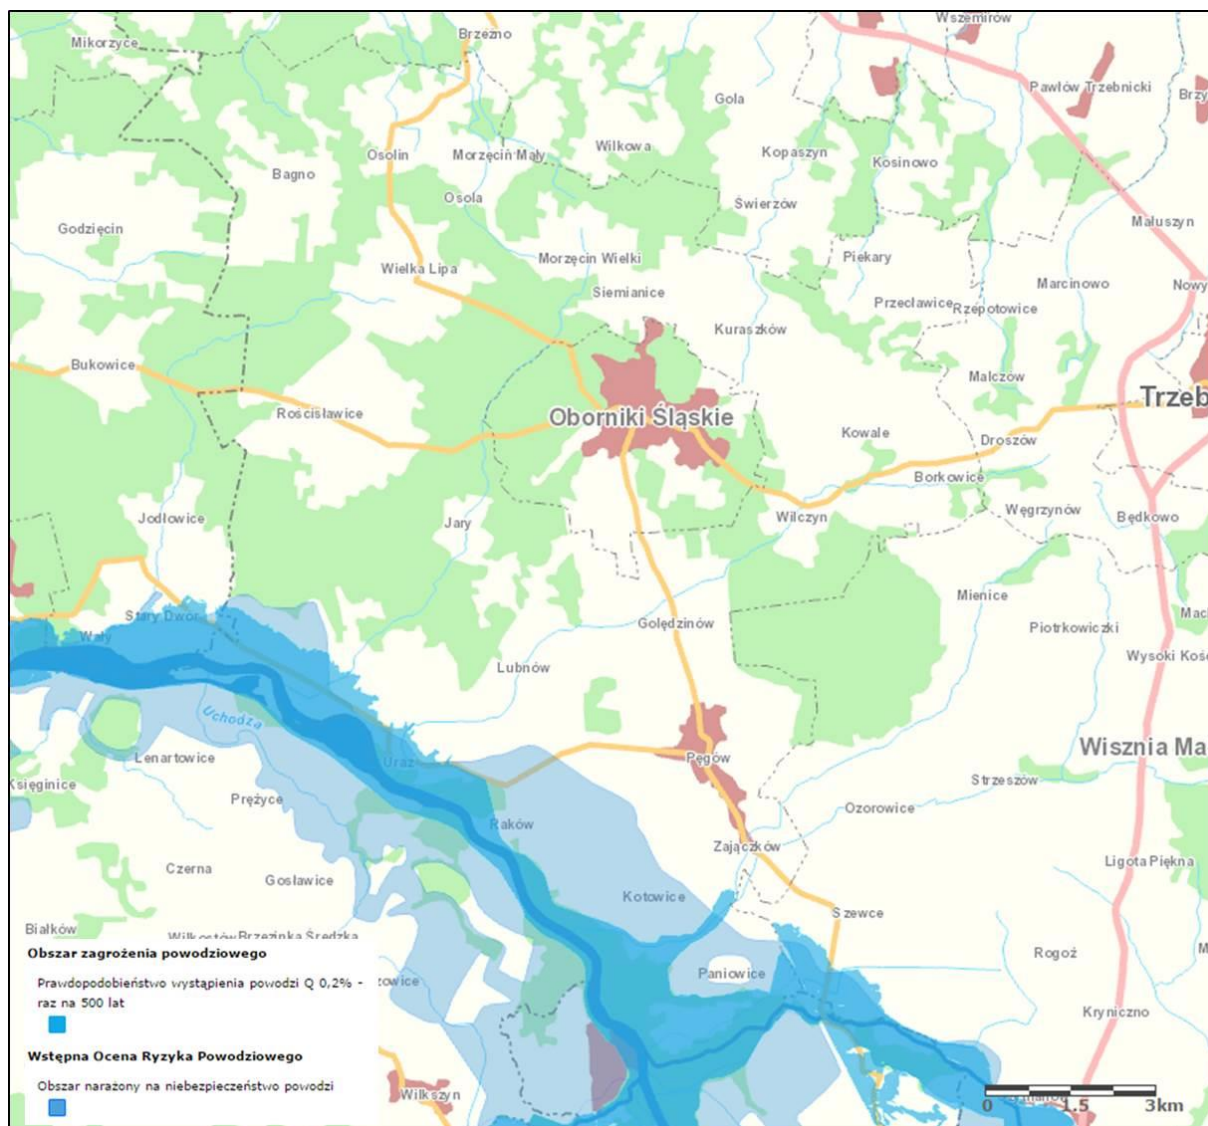 Wszemirów
Brzeźno
Mikorzyce
Pawłów Trzebnicki
Brzy
Gola
Wilkowa
Kopaszyn
Kosinowo
Osolin
Morzęcin Mały
Bagno
Osola
Świerzów
Małuszyn
Godzięcin
Morzęcin Wielki
Piekary
Wielka Lipa
Siemianice
Marcinowo
Nowy
Przecławice
Rzepotowice
Kuraszków
Bukowice
Malczów
Trzeb
Rościsławice
Oborniki Śląskie
Kowale
Droszów
Borkowice
Jodłowice
Jary
Wilczyn
Węgrzynów
Będkowo
Mienice
Stary Dwór
Wały
Golędzinów
Piotrkowiczki
Mac
Lubnów
Wysoki Kośc
Uchodza
Lenartowice
Uraz
Pęgów
Wisznia Ma
Księginice
Strzeszów
Prężyce
Raków
Ozorowice
Zajączków
Czerna
Gosławice
Ligota Piękna
Kotowice
Szewce
Białków
Wilkostów
Brzezinka Średzka
Rogoż
Paniowice
Obszar zagrożenia powodziowego
Prawdopodobieństwo wystąpienia powodzi Q 0,2% -
raz na 500 lat
Kryniczno
Wstępna Ocena Ryzyka Powodziowego
Obszar narażony na niebezpieczeństwo powodzi
Wilkszyn
0 1.5 3km